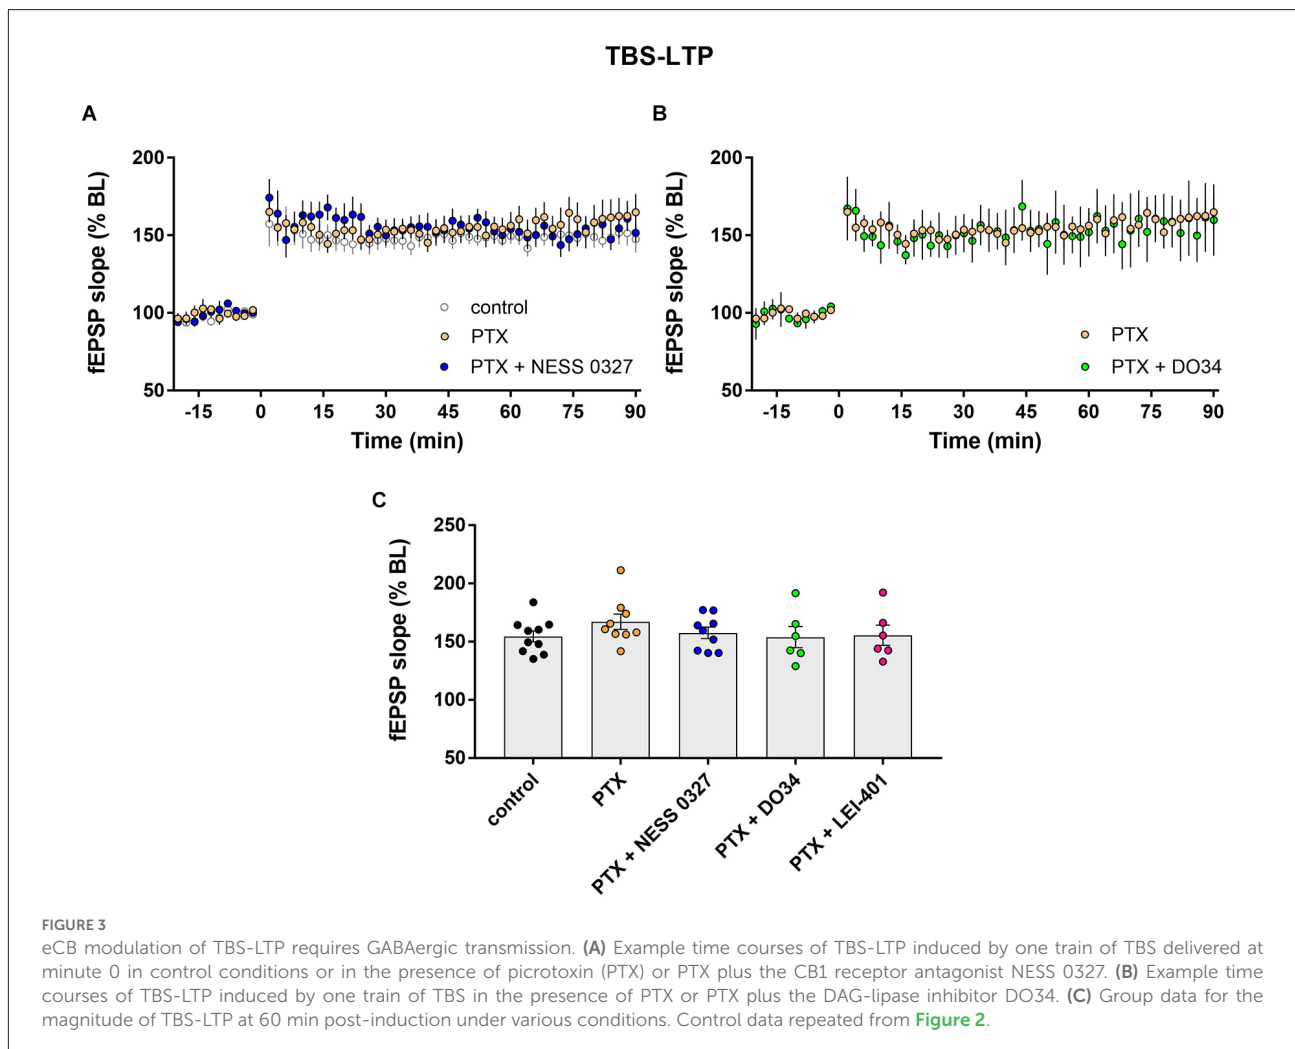 TBS-LTP
A
B
200
150
100
50
fEPSP slope (% BL)
control
PTX
PTX + NESS 0327
-15 0 15 30 45 60 75 90
Time (min)
200
150
100
50
fEPSP slope (% BL)
PTX
PTX + DO34
-15 0 15 30 45 60 75 90
Time (min)
C
250
200
150
100
50
fEPSP slope (% BL)
control
PTX
PTX + NESS 0327
PTX + DO34
PTX + LEI-401
FIGURE 3
eCB modulation of TBS-LTP requires GABAergic transmission. (A) Example time courses of TBS-LTP induced by one train of TBS delivered at
minute 0 in control conditions or in the presence of picrotoxin (PTX) or PTX plus the CB1 receptor antagonist NESS 0327. (B) Example time
courses of TBS-LTP induced by one train of TBS in the presence of PTX or PTX plus the DAG-lipase inhibitor DO34. (C) Group data for the
magnitude of TBS-LTP at 60 min post-induction under various conditions. Control data repeated from Figure 2.